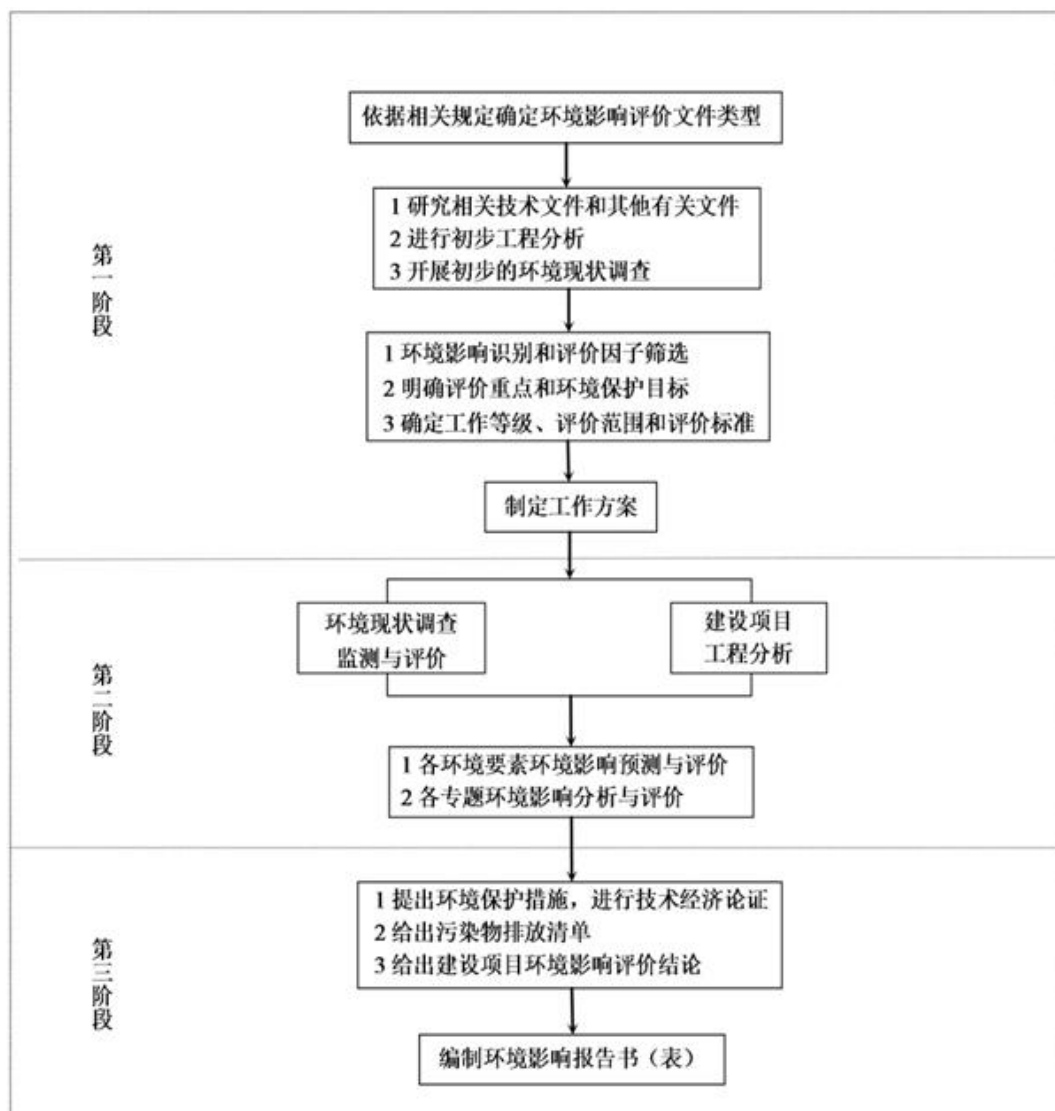 依据相关规定确定环境影响评价文件类型
1 研究相关技术文件和其他有关文件
2 进行初步工程分析
3 开展初步的环境现状调查
第一阶段
1 环境影响识别和评价因子筛选
2 明确评价重点和环境保护目标
3 确定工作等级、评价范围和评价标准
制定工作方案
环境现状调查
监测与评价
建设项目
工程分析
第二阶段
1 各环境要素环境影响预测与评价
2 各专题环境影响分析与评价
1 提出环境保护措施，进行技术经济论证
2 给出污染物排放清单
3 给出建设项目环境影响评价结论
第三阶段
编制环境影响报告书（表）